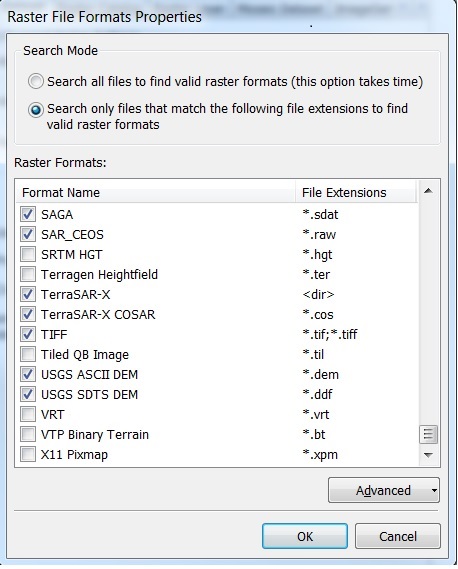 Raster File Formats Properties
Search Mode
Search all files to find valid raster formats (this option takes time)
Search only files that match the following file extensions to find
valid raster formats
Raster Formats:
Format Name File Extensions
SAGA *.sdat
SAR_CEOS *.raw
SRTM HGT *.hgt
Terragen Heightfield *.ter
TerraSAR-X <dir>
TerraSAR-X COSAR *.cos
TIFF *.tif;*.tiff
Tiled QB Image *.til
USGS ASCII DEM *.dem
USGS SDTS DEM *.ddf
VRT *.vrt
VTP Binary Terrain *.bt
X11 Pixmap *.xpm
Advanced
OK Cancel